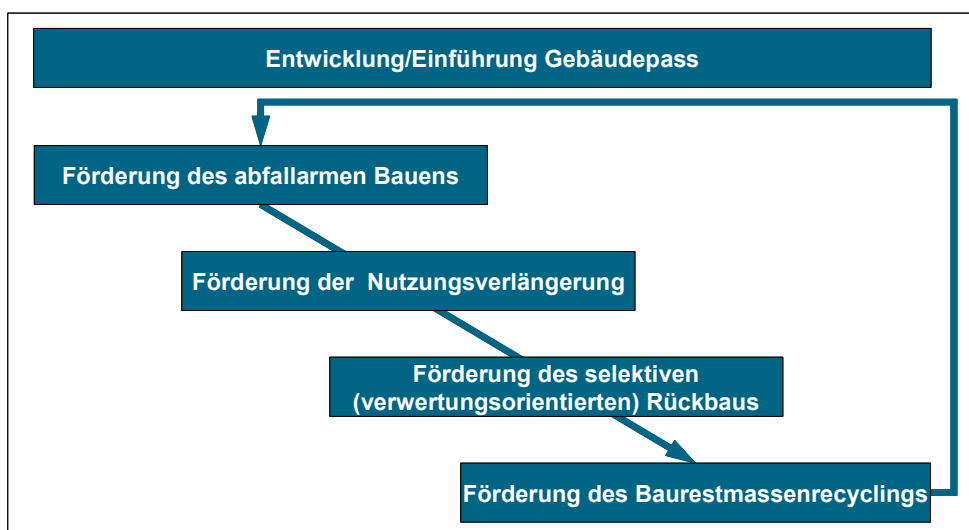 Entwicklung/Einführung Gebäudepass
Förderung des abfallarmen Bauens
Förderung der Nutzungsverlängerung
Förderung des selektiven
(verwertungsorientierten) Rückbaus
Förderung des Baurestmassenrecyclings